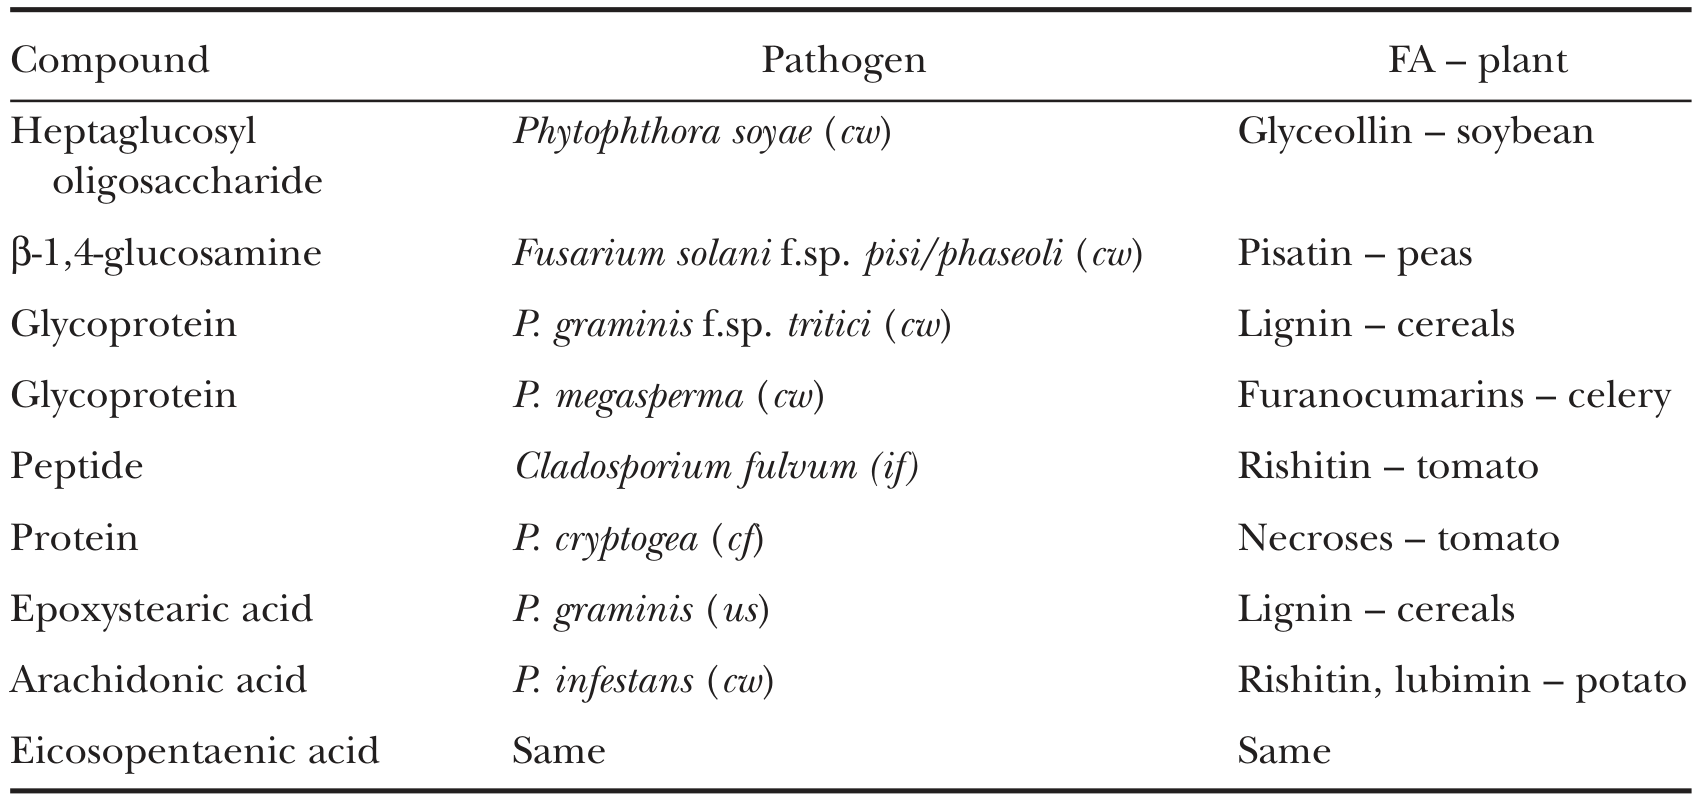 Compound Pathogen FA – plant
Heptaglucosyl Phytophthora soyae (cw) Glyceollin – soybean
oligosaccharide
β-1,4-glucosamine Fusarium solani f.sp. pisi/phaseoli (cw) Pisatin – peas
Glycoprotein P. graminis f.sp. tritici (cw) Lignin – cereals
Glycoprotein P. megasperma (cw) Furanocumarins – celery
Peptide Cladosporium fulvum (if) Rishitin – tomato
Protein P. cryptogea (cf) Necroses – tomato
Epoxystearic acid P. graminis (us) Lignin – cereals
Arachidonic acid P. infestans (cw) Rishitin, lubimin – potato
Eicosopentaenic acid Same Same